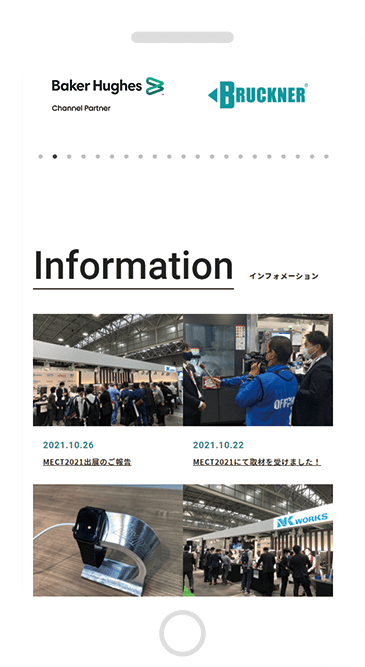 Baker Hughes
Channel Partner
BRUCKNER®
Information
インフォメーション
2021.10.26
MECT2021出展のご報告
2021.10.22
MECT2021にて取材を受けました！
NK WORKS